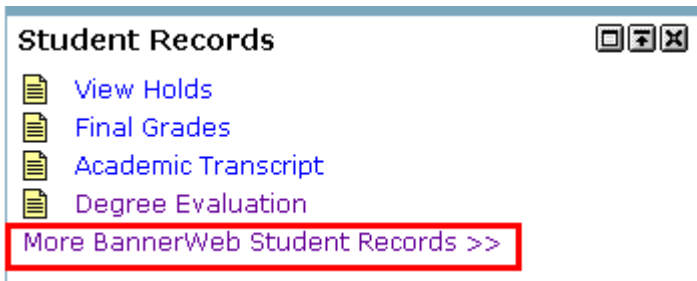 Student Records
View Holds
Final Grades
Academic Transcript
Degree Evaluation
More BannerWeb Student Records >>